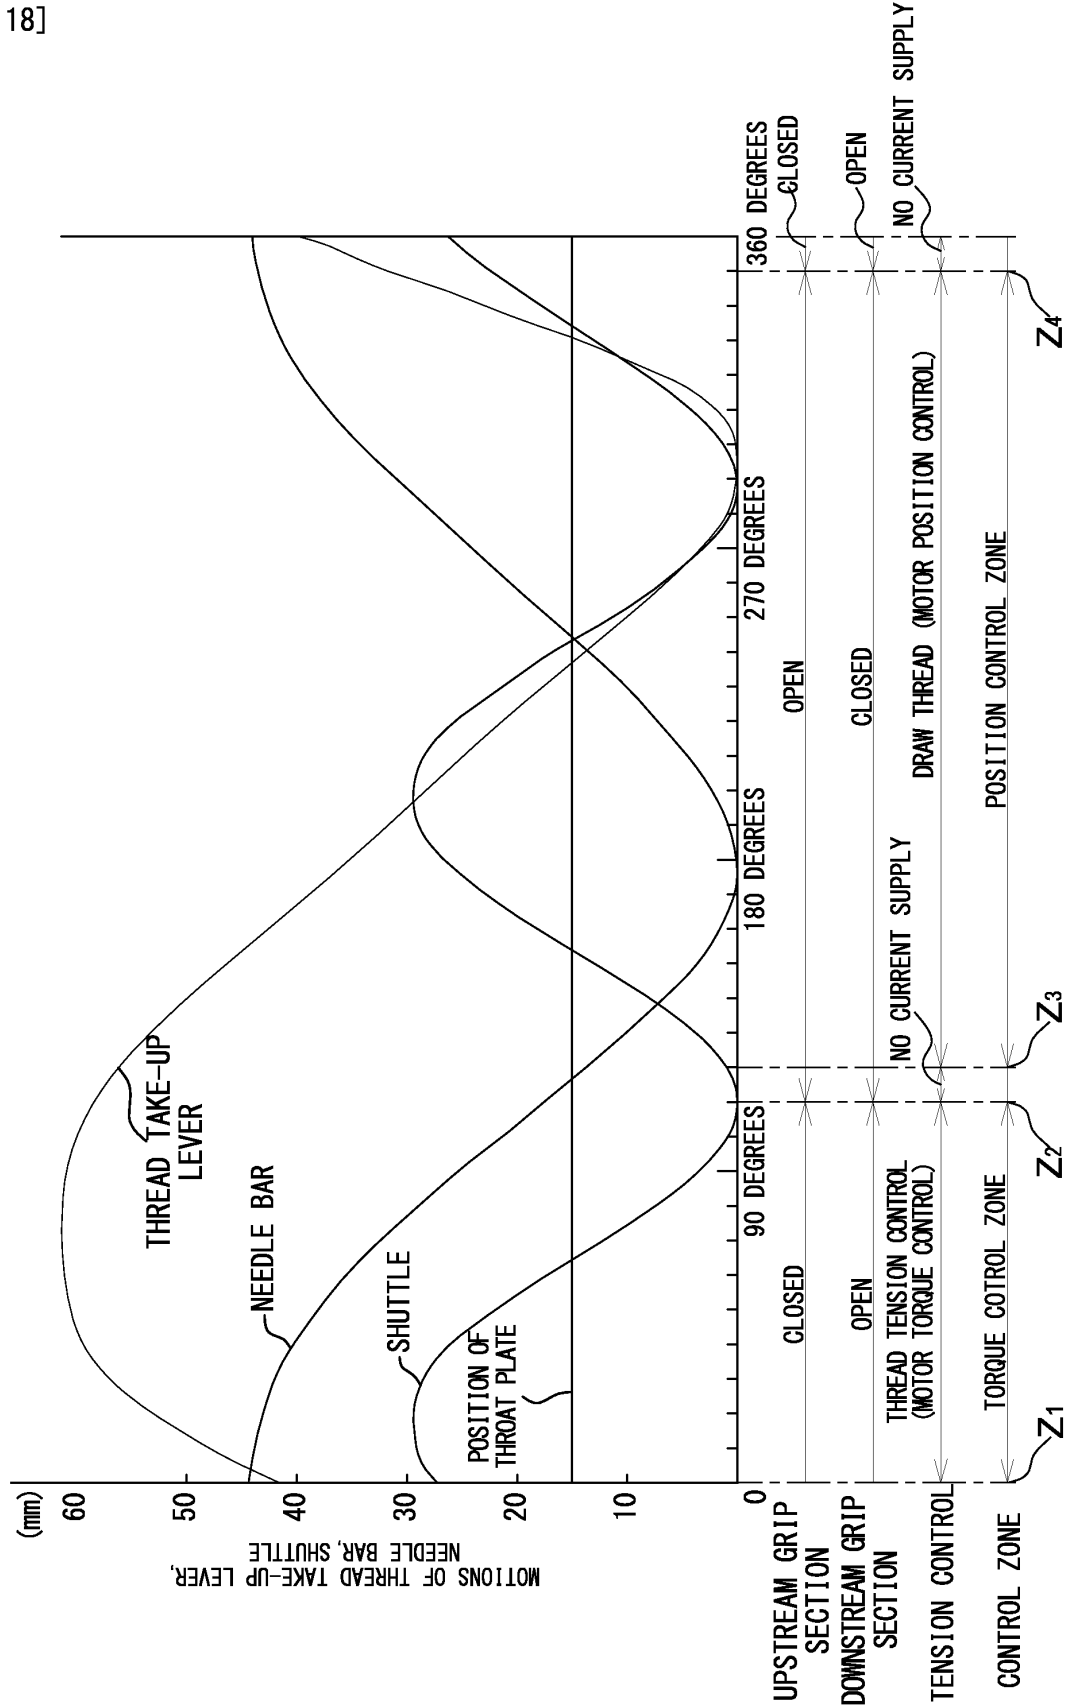 18]
(mm)
60
50
40
30
20
10
0
MOTIONS OF THREAD TAKE-UP LEVER,
NEEDLE BAR, SHUTTLE
THREAD TAKE-UP
LEVER
NEEDLE BAR
SHUTTLE
POSITION OF
THROAT PLATE
90 DEGREES
180 DEGREES
270 DEGREES
360 DEGREES
UPSTREAM GRIP
SECTION
CLOSED
OPEN
CLOSED
DOWNSTREAM GRIP
SECTION
OPEN
CLOSED
OPEN
TENSION CONTROL
THREAD TENSION CONTROL
(MOTOR TORQUE CONTROL)
NO CURRENT SUPPLY
DRAW THREAD (MOTOR POSITION CONTROL)
NO CURRENT SUPPLY
CONTROL ZONE
TORQUE COTROL ZONE
POSITION CONTROL ZONE
Z1
Z2
Z3
Z4